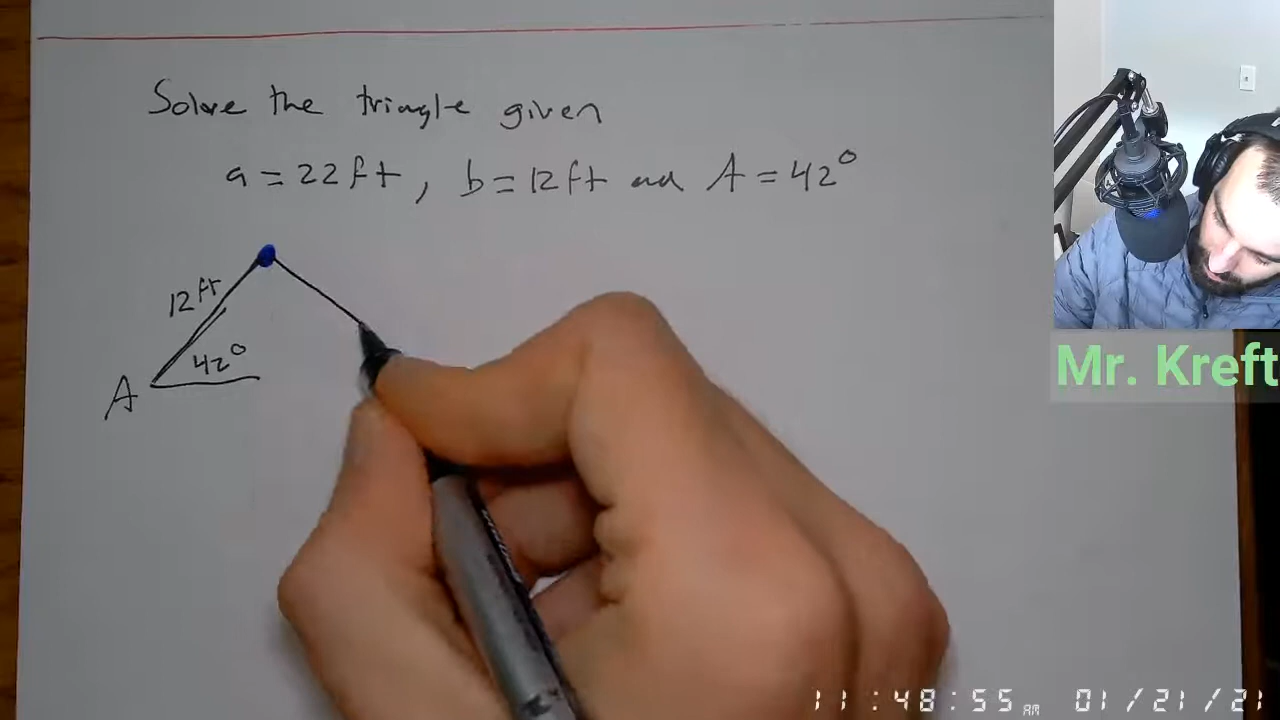 Solve the triangle given
a = 22 ft, b = 12 ft and A = 42°
12 ft
42°
A
Mr. Kreft
11:48:55 AM 01/21/21